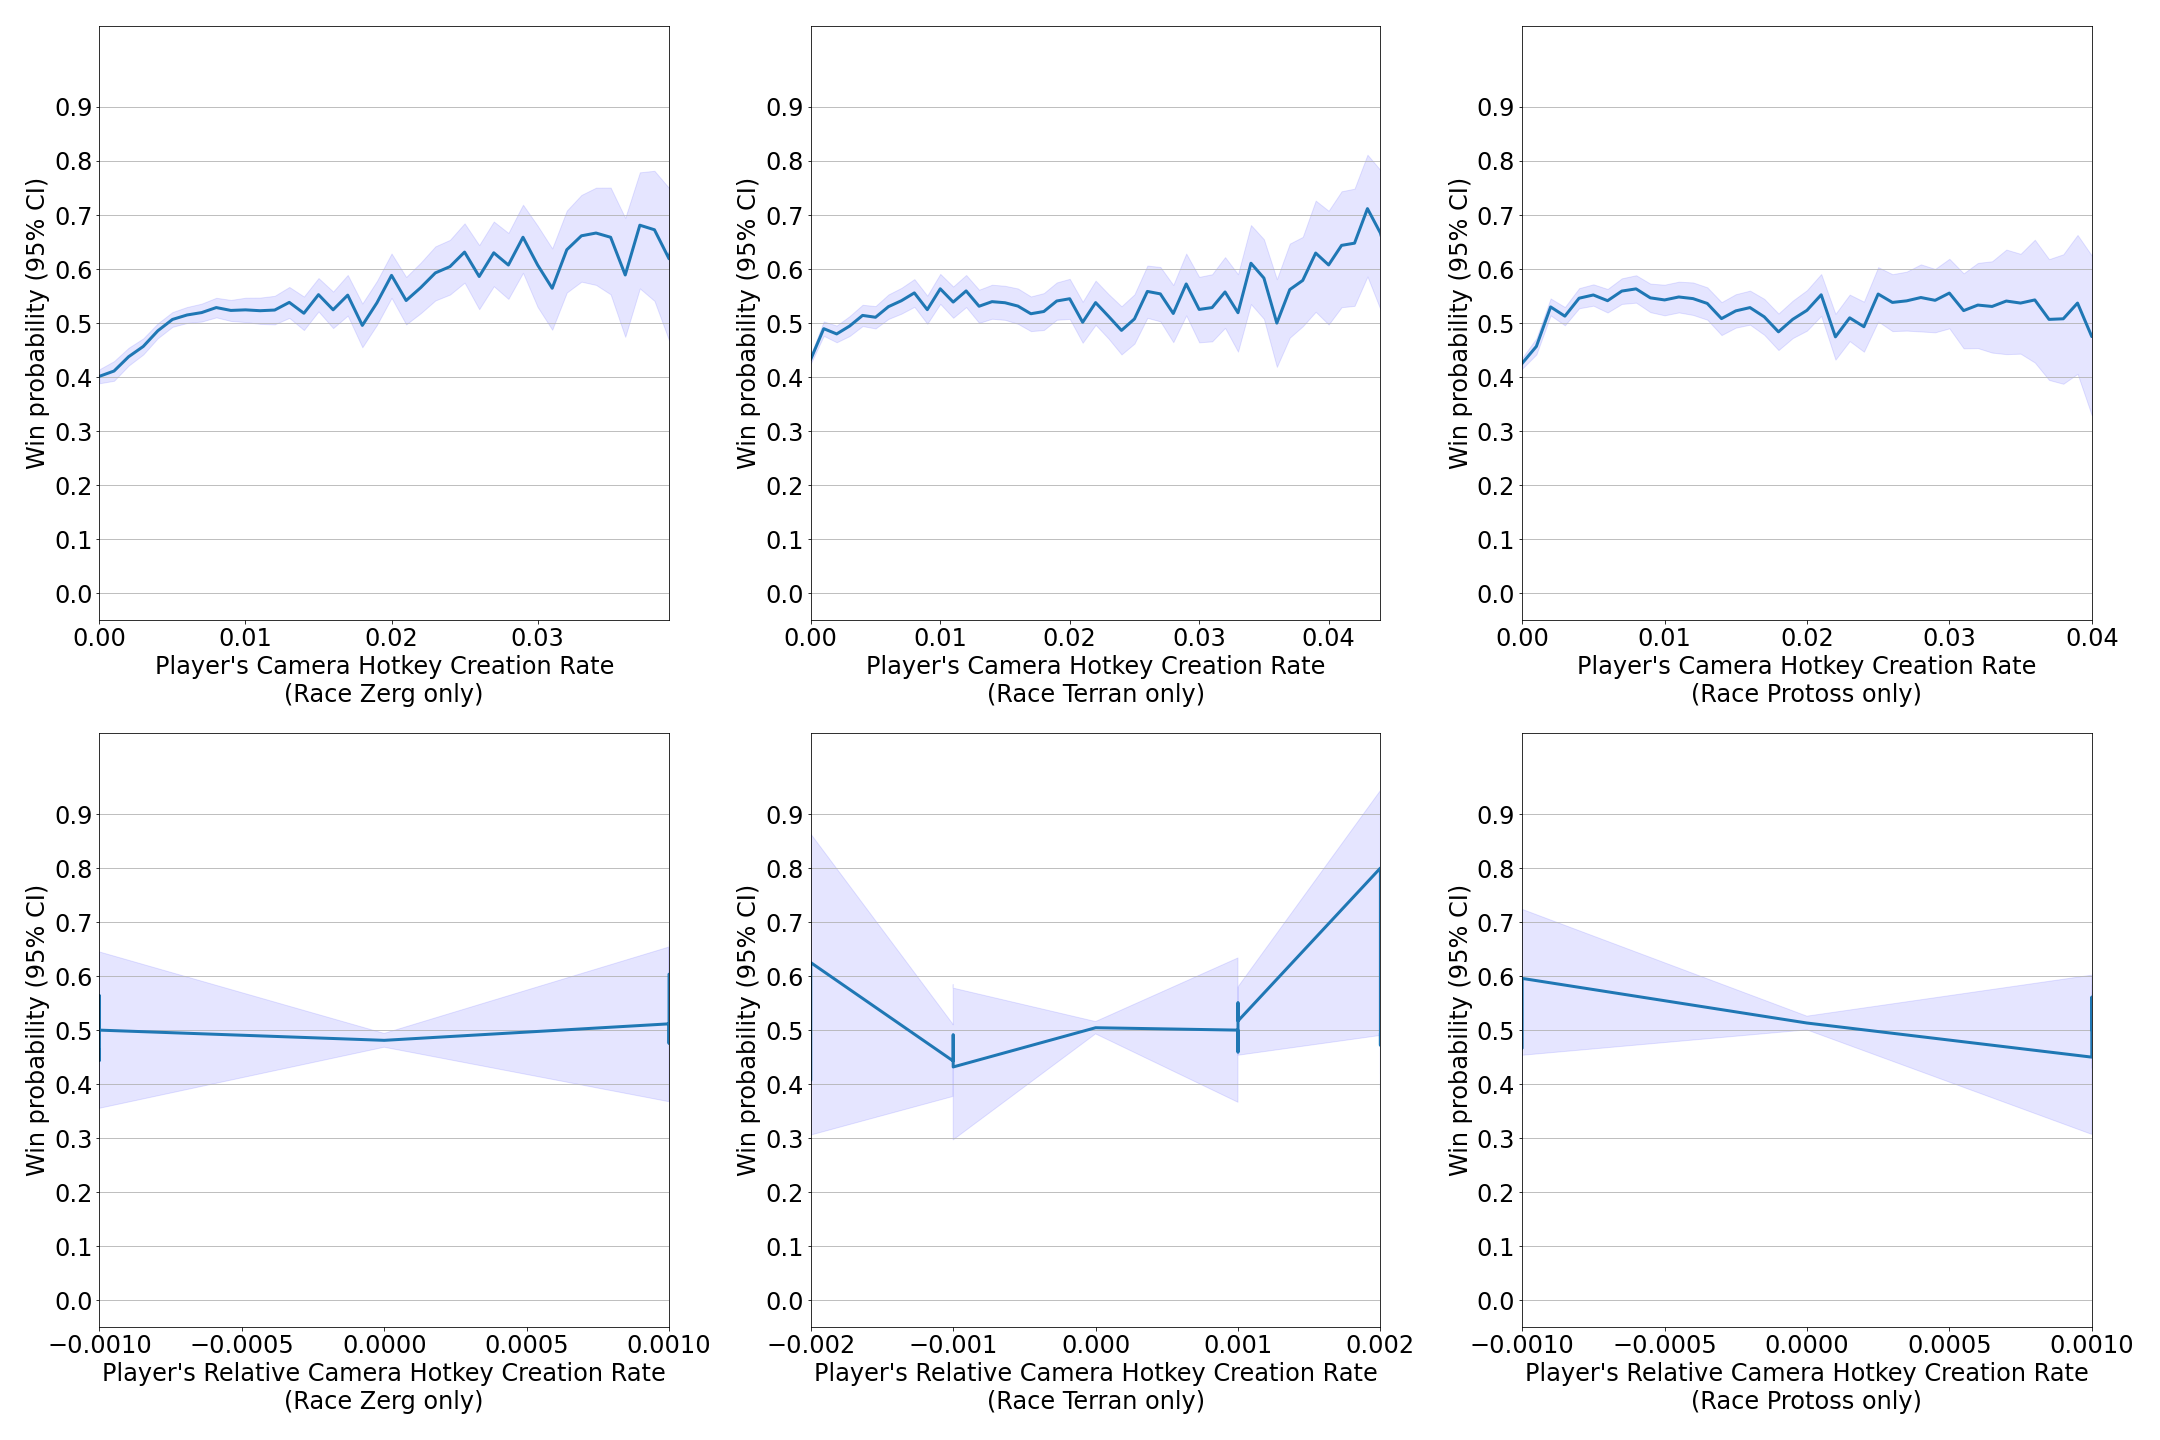 Win probability (95% CI)
0.9
0.8
0.7
0.6
0.5
0.4
0.3
0.2
0.1
0.0
0.00 0.01 0.02 0.03
Player's Camera Hotkey Creation Rate
(Race Zerg only)
Win probability (95% CI)
0.9
0.8
0.7
0.6
0.5
0.4
0.3
0.2
0.1
0.0
0.00 0.01 0.02 0.03 0.04
Player's Camera Hotkey Creation Rate
(Race Terran only)
Win probability (95% CI)
0.9
0.8
0.7
0.6
0.5
0.4
0.3
0.2
0.1
0.0
0.00 0.01 0.02 0.03 0.04
Player's Camera Hotkey Creation Rate
(Race Protoss only)
Win probability (95% CI)
0.9
0.8
0.7
0.6
0.5
0.4
0.3
0.2
0.1
0.0
−0.0010 −0.0005 0.0000 0.0005 0.0010
Player's Relative Camera Hotkey Creation Rate
(Race Zerg only)
Win probability (95% CI)
0.9
0.8
0.7
0.6
0.5
0.4
0.3
0.2
0.1
0.0
−0.002 −0.001 0.000 0.001 0.002
Player's Relative Camera Hotkey Creation Rate
(Race Terran only)
Win probability (95% CI)
0.9
0.8
0.7
0.6
0.5
0.4
0.3
0.2
0.1
0.0
−0.0010 −0.0005 0.0000 0.0005 0.0010
Player's Relative Camera Hotkey Creation Rate
(Race Protoss only)